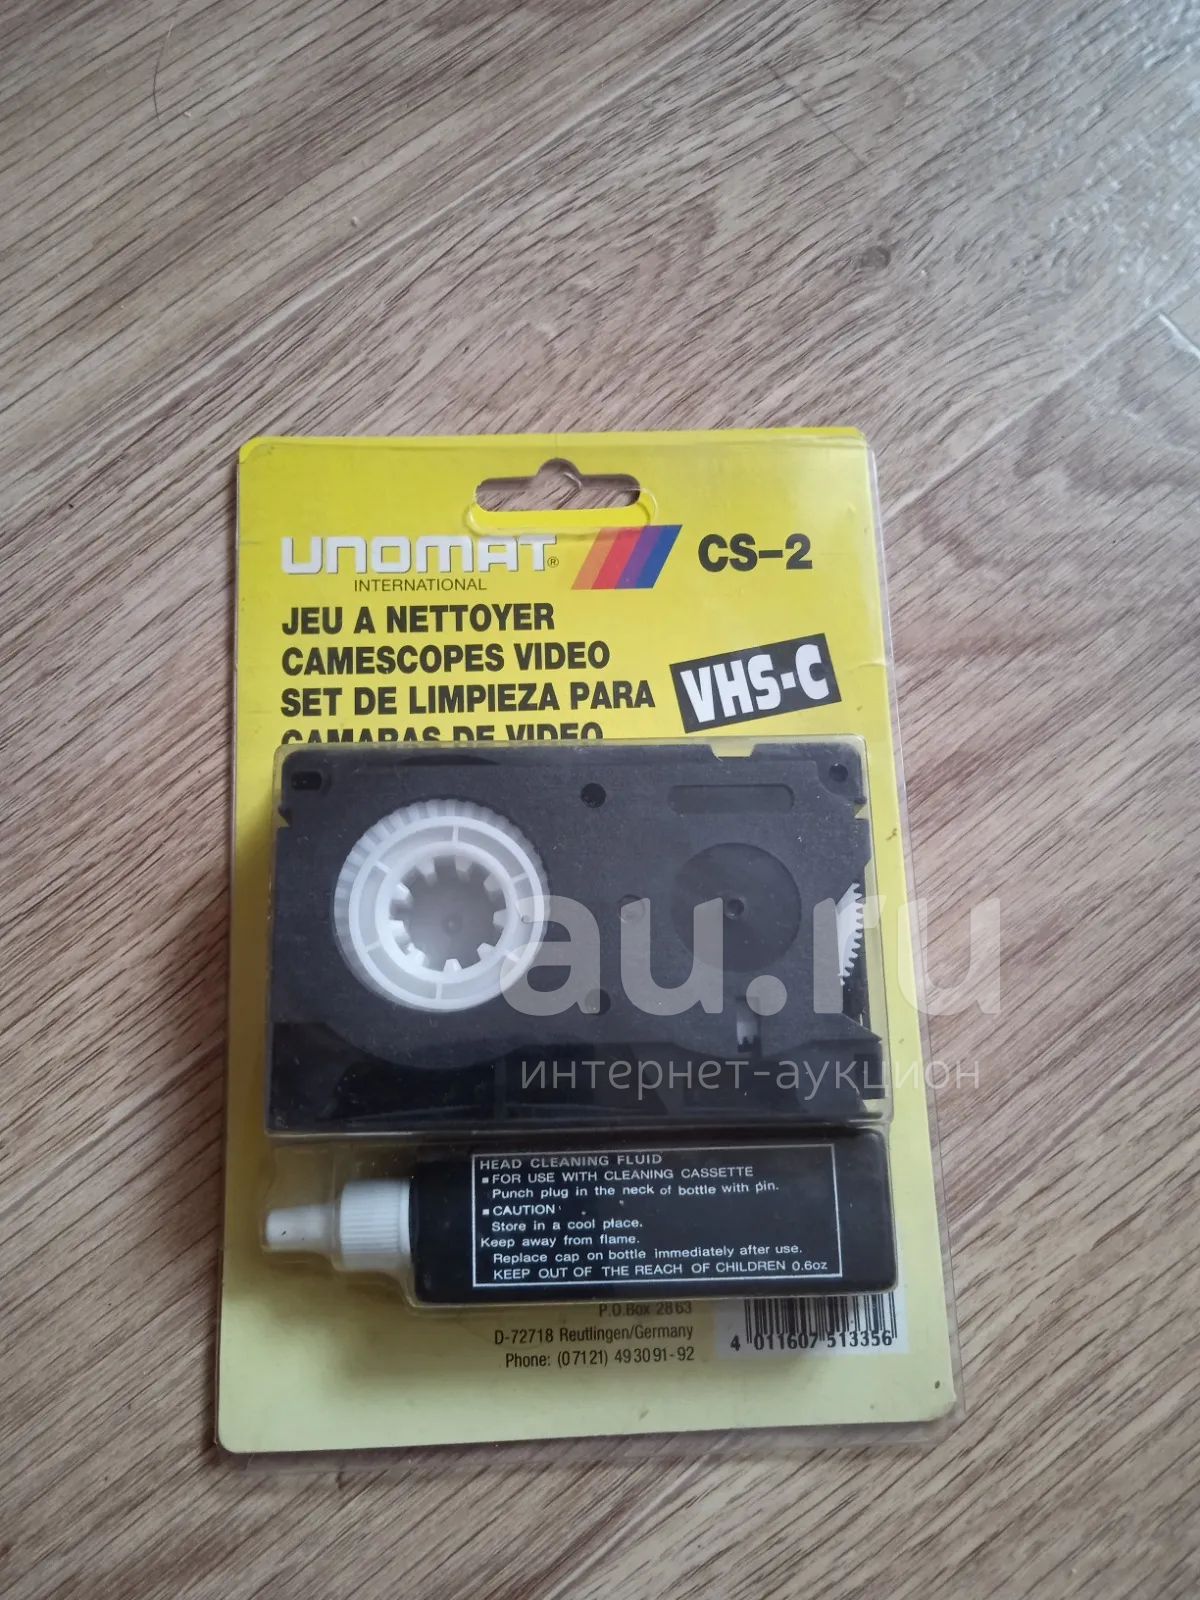 UNOMAT®
INTERNATIONAL
CS-2
JEU A NETTOYER
CAMESCOPES VIDEO
SET DE LIMPIEZA PARA
CAMARAS DE VIDEO
VHS-C
au.ru
интернет-аукцион
HEAD CLEANING FLUID
▪ FOR USE WITH CLEANING CASSETTE
Punch plug in the neck of bottle with pin.
▪ CAUTION
Store in a cool place.
Keep away from flame.
Replace cap on bottle immediately after use.
KEEP OUT OF THE REACH OF CHILDREN 0.6oz
P.O.Box 2863
D-72718 Reutlingen/Germany
Phone: (07121) 493091-92
4 011607 513356